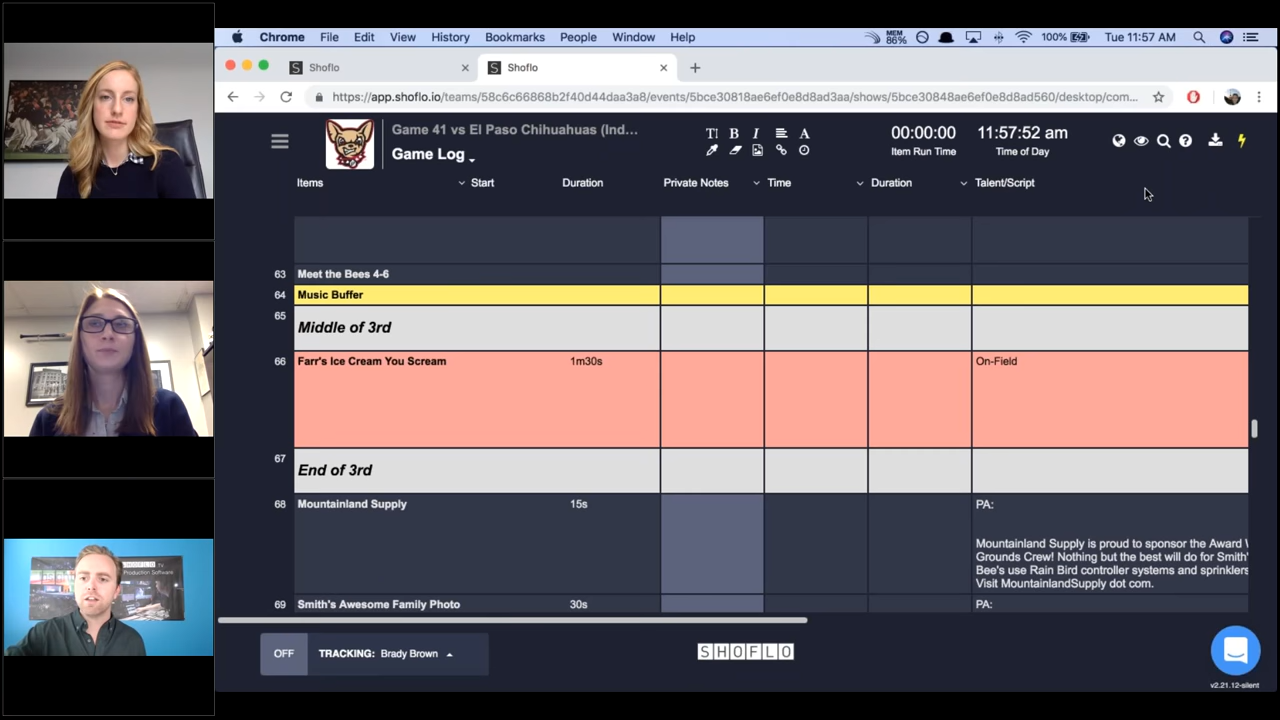 Chrome File Edit View History Bookmarks People Window Help
MEM 86% 100% Tue 11:57 AM
Shoflo Shoflo
https://app.shoflo.io/teams/58c6c66868b2f40d44daa3a8/events/5bce30818ae6ef0e8d8ad3aa/shows/5bce30848ae6ef0e8d8ad560/desktop/com...
Game 41 vs El Paso Chihuahuas (Ind...
Game Log
00:00:00 11:57:52 am
Item Run Time Time of Day
Items Start Duration Private Notes Time Duration Talent/Script
63 Meet the Bees 4-6
64 Music Buffer
65 Middle of 3rd
66 Farr's Ice Cream You Scream 1m30s On-Field
67 End of 3rd
68 Mountainland Supply 15s PA:
Mountainland Supply is proud to sponsor the Award
Grounds Crew! Nothing but the best will do for Smith'
Bee's use Rain Bird controller systems and sprinklers
Visit MountainlandSupply dot com.
69 Smith's Awesome Family Photo 30s PA:
OFF TRACKING: Brady Brown
SHOFLO
v2.21.12-silent
SHOFLO TV
Production Software